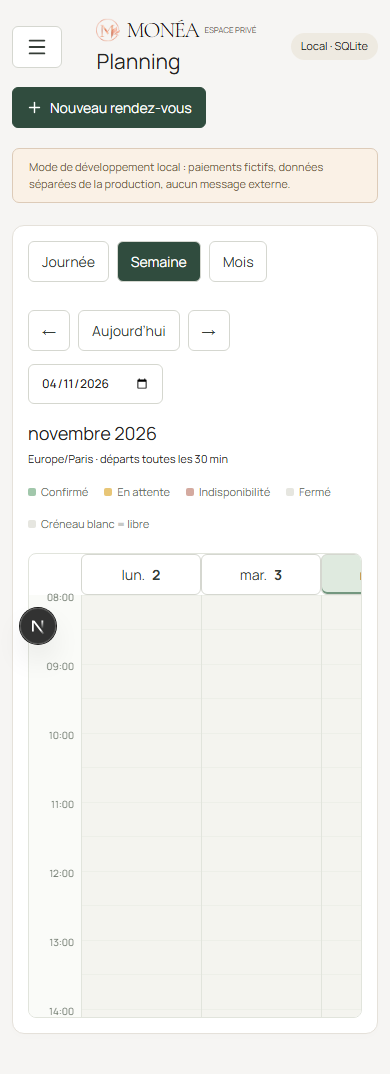 MONÉA ESPACE PRIVÉ
Planning
Local · SQLite
+ Nouveau rendez-vous
Mode de développement local : paiements fictifs, données
séparées de la production, aucun message externe.
Journée Semaine Mois
← Aujourd'hui →
04/11/2026
novembre 2026
Europe/Paris · départs toutes les 30 min
Confirmé En attente Indisponibilité Fermé
Créneau blanc = libre
lun. 2 mar. 3
08:00
N
09:00
10:00
11:00
12:00
13:00
14:00